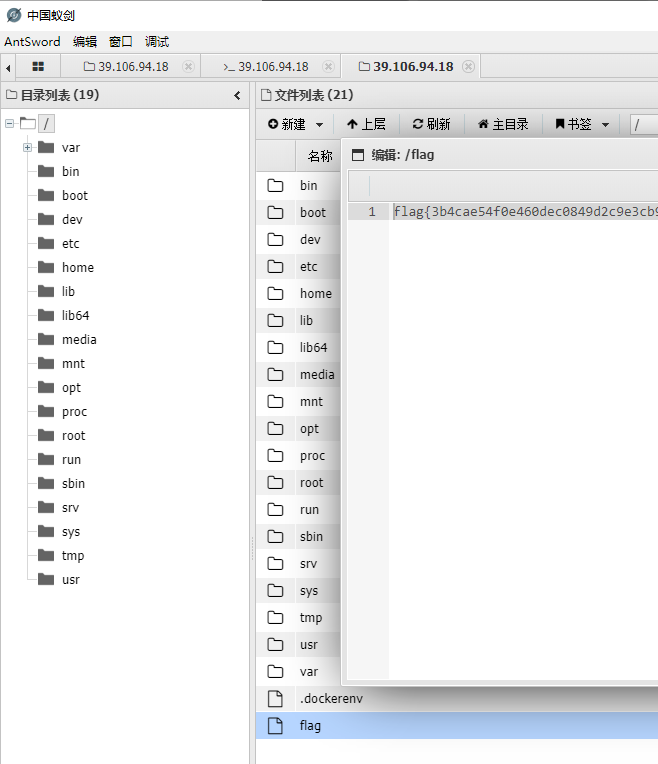 中国蚁剑
AntSword 编辑 窗口 调试
39.106.94.18 >_ 39.106.94.18 39.106.94.18
目录列表 (19)
/
var
bin
boot
dev
etc
home
lib
lib64
media
mnt
opt
proc
root
run
sbin
srv
sys
tmp
usr
文件列表 (21)
新建 上层 刷新 主目录 书签 /
名称
编辑: /flag
1 flag{3b4cae54f0e460dec0849d2c9e3cb9
bin
boot
dev
etc
home
lib
lib64
media
mnt
opt
proc
root
run
sbin
srv
sys
tmp
usr
var
.dockerenv
flag